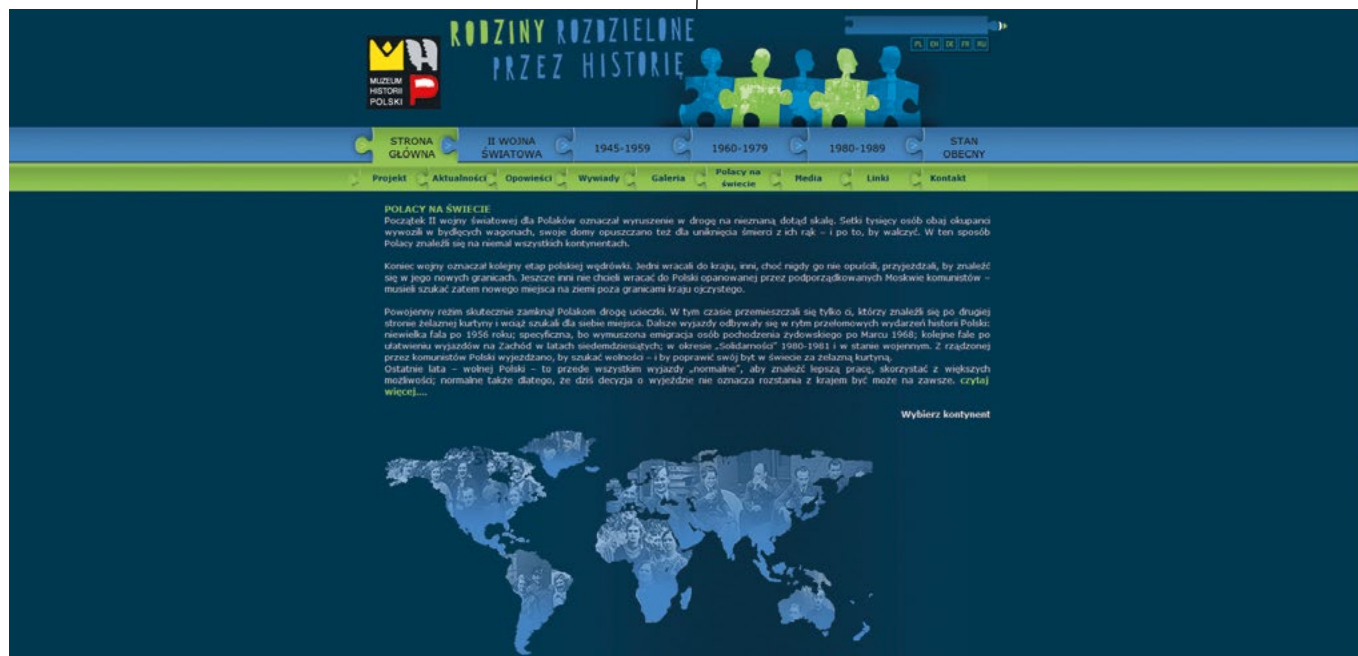 RODZINY ROZDZIELONE
PRZEZ HISTORIĘ
MUZEUM
HISTORII
POLSKI
PL EN DE FR RU
STRONA
GŁÓWNA
II WOJNA
ŚWIATOWA
1945-1959
1960-1979
1980-1989
STAN
OBECNY
Projekt
Aktualności
Opowieści
Wywiady
Galeria
Polacy na
świecie
Media
Linki
Kontakt
POLACY NA ŚWIECIE
Początek II wojny światowej dla Polaków oznaczał wyruszenie w drogę na nieznaną dotąd skalę. Setki tysięcy osób obaj okupanci
wywozili w bydlęcych wagonach, swoje domy opuszczano też dla uniknięcia śmierci z ich rąk – i po to, by walczyć. W ten sposób
Polacy znaleźli się na niemal wszystkich kontynentach.
Koniec wojny oznaczał kolejny etap polskiej wędrówki. Jedni wracali do kraju, inni, choć nigdy go nie opuścili, przyjeżdżali, by znaleźć
się w jego nowych granicach. Jeszcze inni nie chcieli wracać do Polski opanowanej przez podporządkowanych Moskwie komunistów –
musieli szukać zatem nowego miejsca na ziemi poza granicami kraju ojczystego.
Powojenny reżim skutecznie zamknął Polakom drogę ucieczki. W tym czasie przemieszczali się tylko ci, którzy znaleźli się po drugiej
stronie żelaznej kurtyny i wciąż szukali dla siebie miejsca. Dalsze wyjazdy odbywały się w rytm przełomowych wydarzeń historii Polski:
niewielka fala po 1956 roku; specyficzna, bo wymuszona emigracja osób pochodzenia żydowskiego po Marcu 1968; kolejne fale po
ułatwieniu wyjazdów na Zachód w latach siedemdziesiątych; w okresie „Solidarności” 1980-1981 i w stanie wojennym. Z rządzonej
przez komunistów Polski wyjeżdżano, by szukać wolności – i by poprawić swój byt w świecie za żelazną kurtyną.
Ostatnie lata – wolnej Polski – to przede wszystkim wyjazdy „normalne”, aby znaleźć lepszą pracę, skorzystać z większych
możliwości; normalne także dlatego, że dziś decyzja o wyjeździe nie oznacza rozstania z krajem być może na zawsze. czytaj
więcej....
Wybierz kontynent